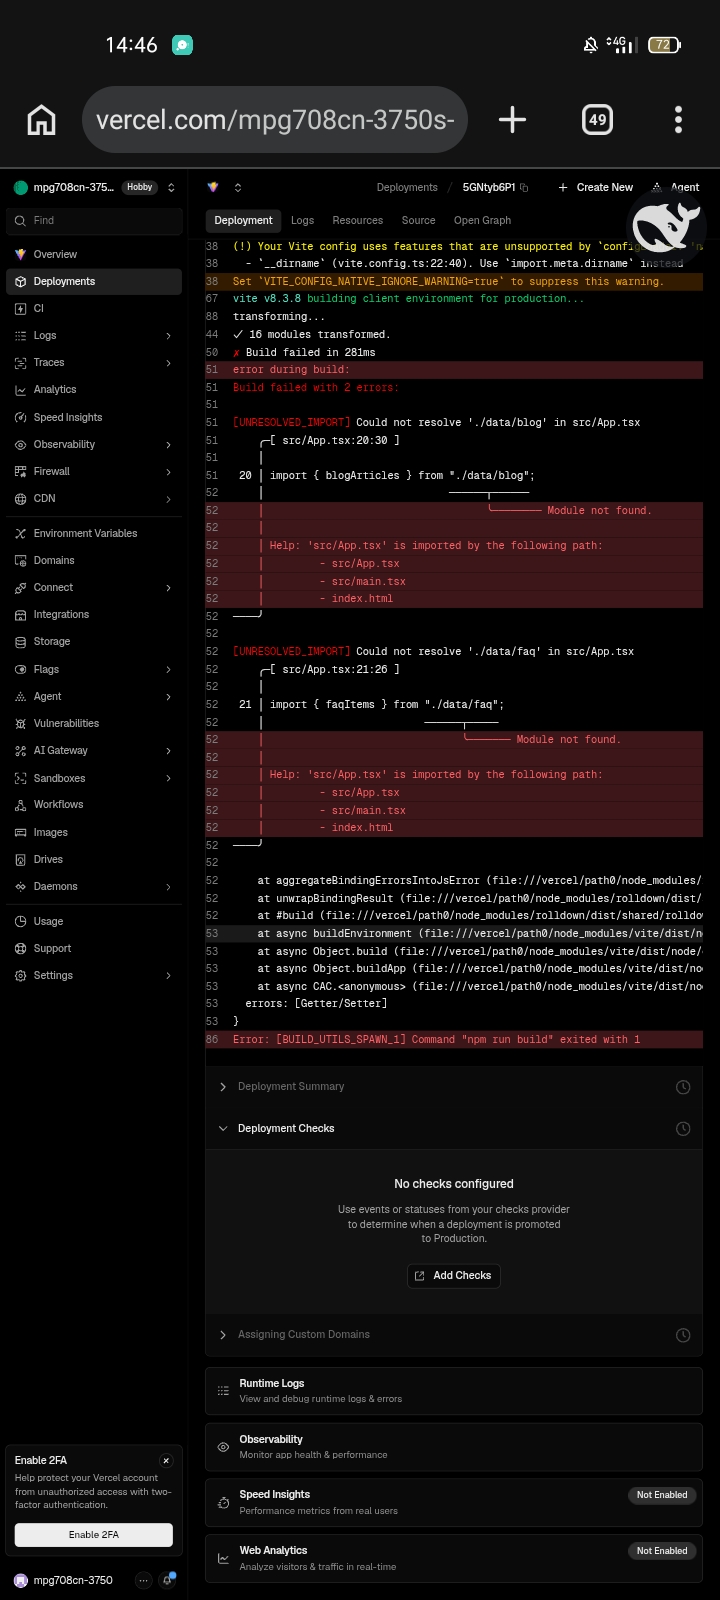 14:46
4G
72
vercel.com/mpg708cn-3750s-
49
mpg708cn-375...
Hobby
Deployments / 5GNtyb6P1
Create New
Agent
Find
Deployment
Logs
Resources
Source
Open Graph
Overview
Deployments
CI
Logs
Traces
Analytics
Speed Insights
Observability
Firewall
CDN
Environment Variables
Domains
Connect
Integrations
Storage
Flags
Agent
Vulnerabilities
AI Gateway
Sandboxes
Workflows
Images
Drives
Daemons
Usage
Support
Settings
38 (!) Your Vite config uses features that are unsupported by `config
38 - `__dirname` (vite.config.ts:22:40). Use `import.meta.dirname` instead
38 Set `VITE_CONFIG_NATIVE_IGNORE_WARNING=true` to suppress this warning.
67 vite v8.3.8 building client environment for production...
88 transforming...
44 ✓ 16 modules transformed.
50 ✗ Build failed in 281ms
51 error during build:
51 Build failed with 2 errors:
51
51 [UNRESOLVED_IMPORT] Could not resolve './data/blog' in src/App.tsx
51 ╭─[ src/App.tsx:20:30 ]
51 │
51 20 │ import { blogArticles } from "./data/blog";
52 │ ──────┬──────
52 │ ╰──────── Module not found.
52 │
52 │ Help: 'src/App.tsx' is imported by the following path:
52 │ - src/App.tsx
52 │ - src/main.tsx
52 │ - index.html
52 ────╯
52
52 [UNRESOLVED_IMPORT] Could not resolve './data/faq' in src/App.tsx
52 ╭─[ src/App.tsx:21:26 ]
52 │
52 21 │ import { faqItems } from "./data/faq";
52 │ ──────┬─────
52 │ ╰─────── Module not found.
52 │
52 │ Help: 'src/App.tsx' is imported by the following path:
52 │ - src/App.tsx
52 │ - src/main.tsx
52 │ - index.html
52 ────╯
52
52 at aggregateBindingErrorsIntoJsError (file:///vercel/path0/node_modules/
52 at unwrapBindingResult (file:///vercel/path0/node_modules/rolldown/dist/
52 at #build (file:///vercel/path0/node_modules/rolldown/dist/shared/rolldo
53 at async buildEnvironment (file:///vercel/path0/node_modules/vite/dist/n
53 at async Object.build (file:///vercel/path0/node_modules/vite/dist/node/
53 at async Object.buildApp (file:///vercel/path0/node_modules/vite/dist/no
53 at async CAC.<anonymous> (file:///vercel/path0/node_modules/vite/dist/no
53 errors: [Getter/Setter]
53 }
86 Error: [BUILD_UTILS_SPAWN_1] Command "npm run build" exited with 1
Deployment Summary
Deployment Checks
No checks configured
Use events or statuses from your checks provider
to determine when a deployment is promoted
to Production.
Add Checks
Assigning Custom Domains
Runtime Logs
View and debug runtime logs & errors
Observability
Monitor app health & performance
Speed Insights
Performance metrics from real users
Not Enabled
Web Analytics
Analyze visitors & traffic in real-time
Not Enabled
Enable 2FA
Help protect your Vercel account
from unauthorized access with two-
factor authentication.
Enable 2FA
mpg708cn-3750